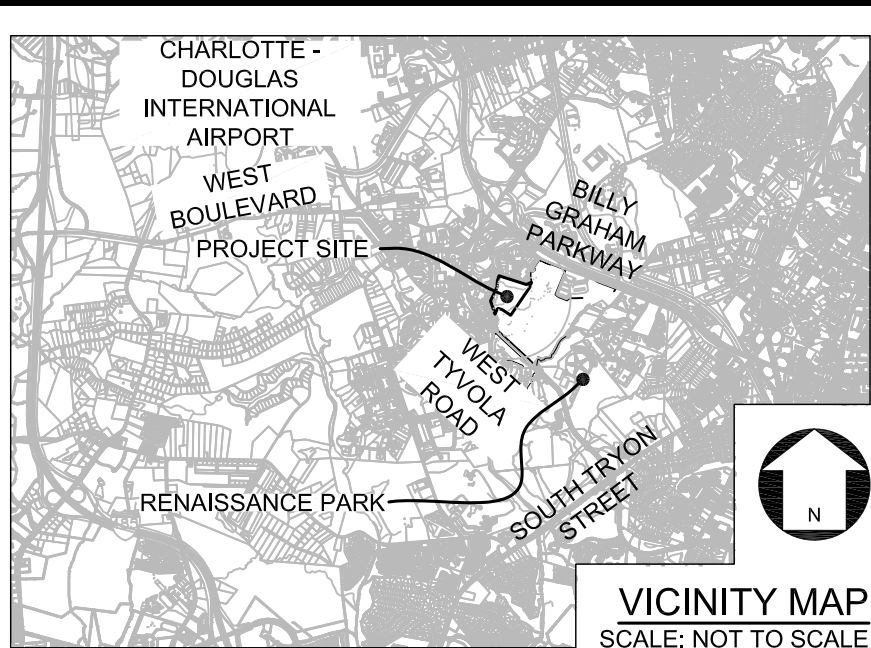 CHARLOTTE -
DOUGLAS
INTERNATIONAL
AIRPORT
WEST
BOULEVARD
BILLY
GRAHAM
PARKWAY
PROJECT SITE
WEST
TYVOLA
ROAD
RENAISSANCE PARK
SOUTH TRYON
STREET
N
VICINITY MAP
SCALE: NOT TO SCALE